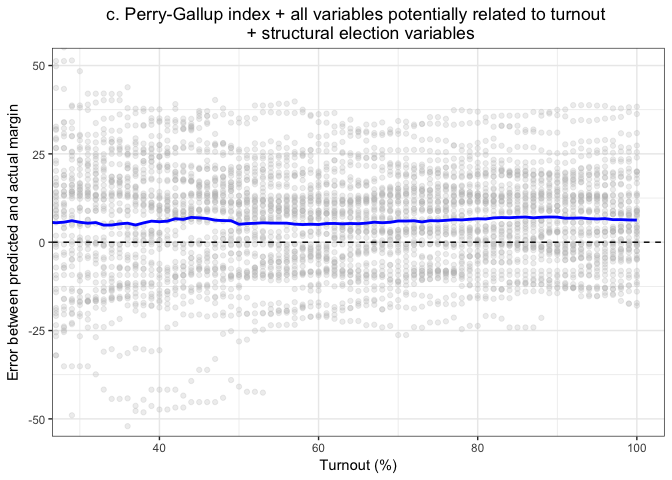 c. Perry-Gallup index + all variables potentially related to turnout
+ structural election variables
Error between predicted and actual margin
50
25
0
-25
-50
40
60
80
100
Turnout (%)